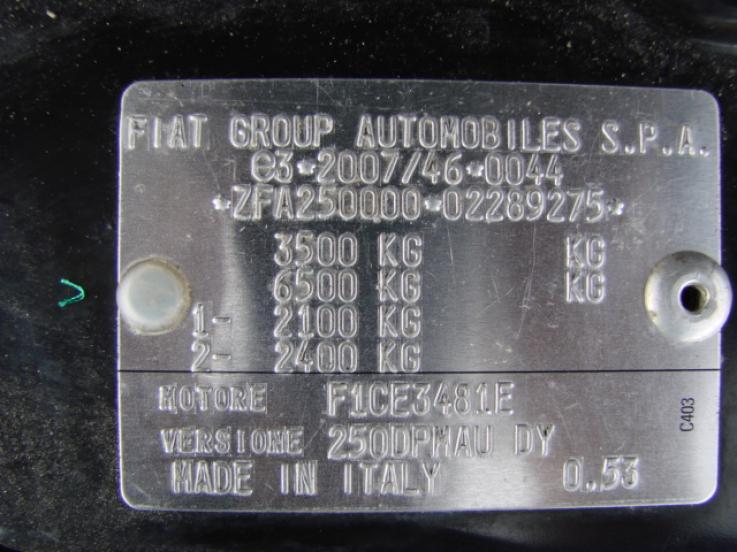 FIAT GROUP AUTOMOBILES S.P.A.
e3*2007/46*0044
*ZFA25000002289275*
3500 KG KG
6500 KG KG
1- 2100 KG
2- 2400 KG
MOTORE F1CE3481E
VERSIONE 250DPMAU DY
MADE IN ITALY 0.53
C403